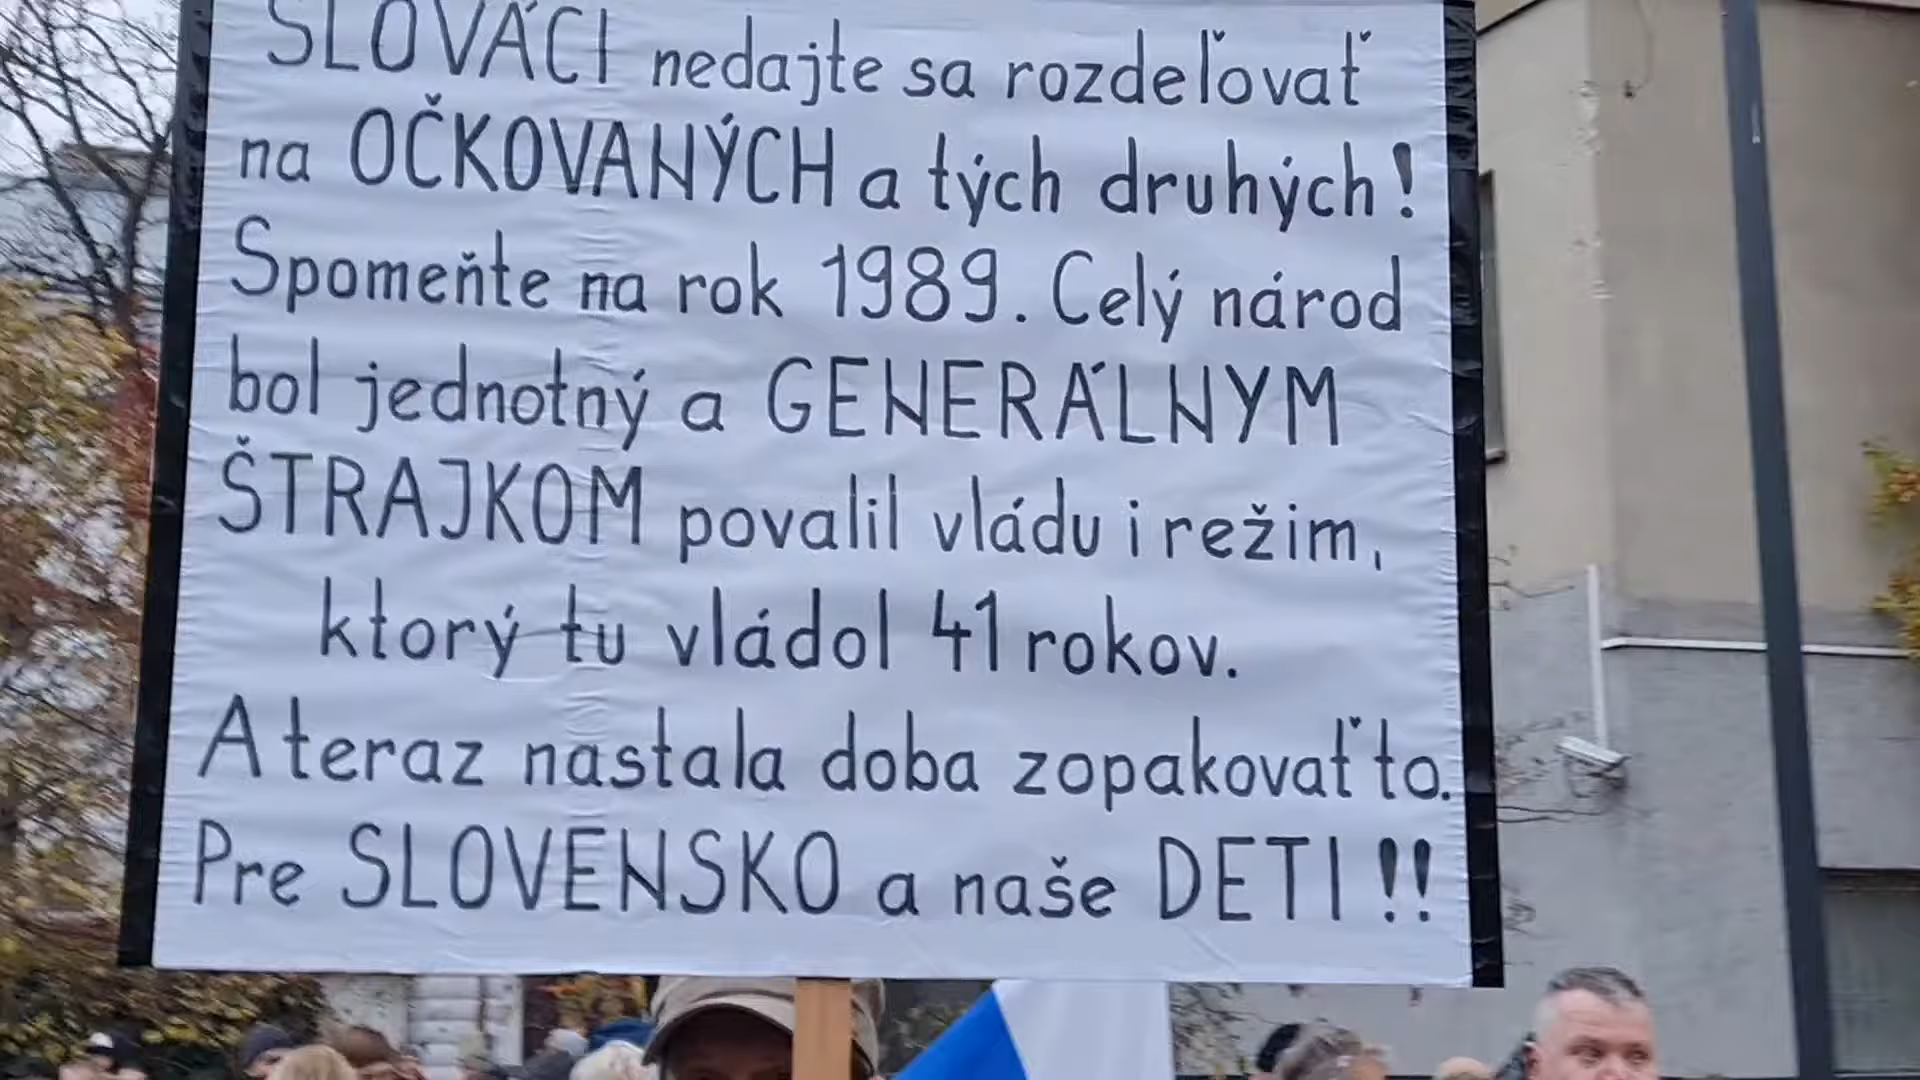 SLOVÁCI nedajte sa rozdeľovať
na OČKOVANÝCH a tých druhých!
Spomeňte na rok 1989. Celý národ
bol jednotný a GENERÁLNYM
ŠTRAJKOM povalil vládu i režim,
ktorý tu vládol 41 rokov.
A teraz nastala doba zopakovať to.
Pre SLOVENSKO a naše DETI!!